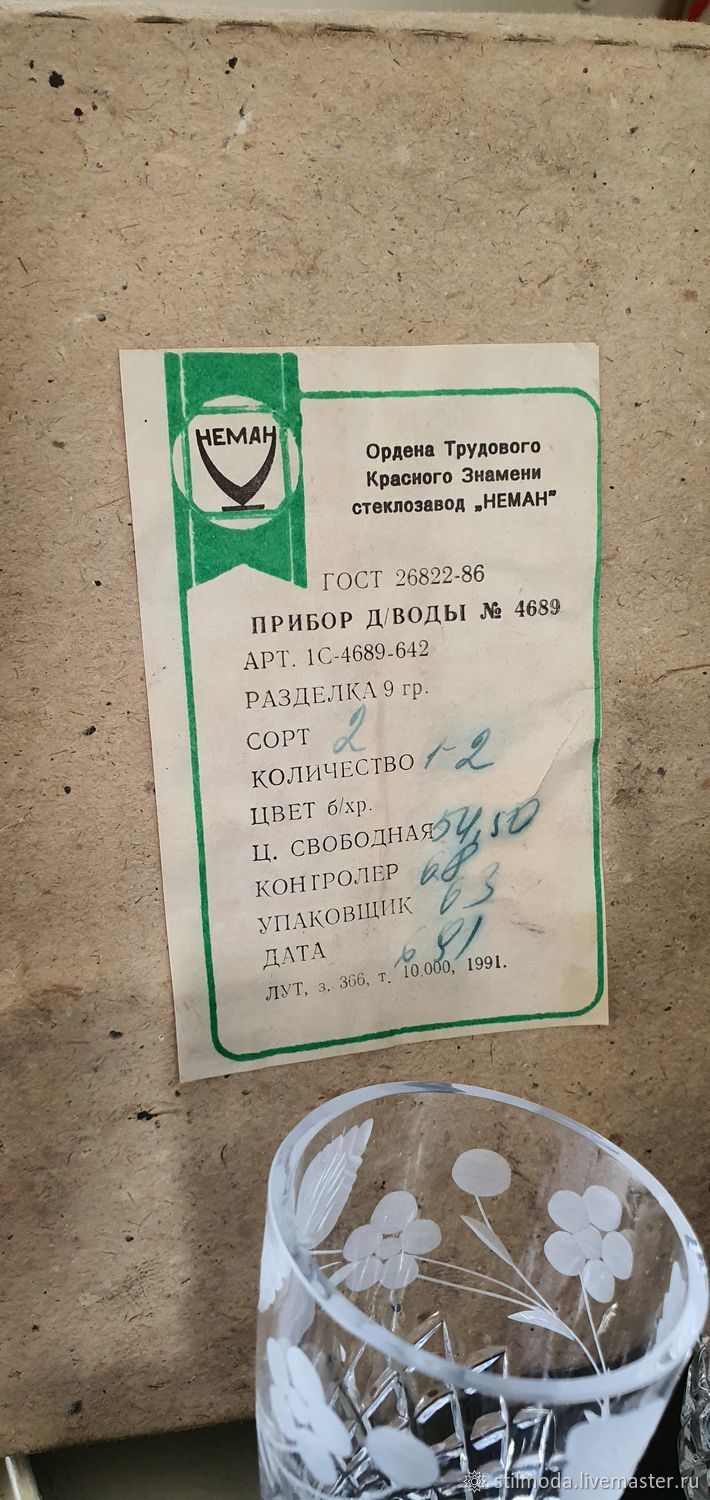 НЕМАН
Ордена Трудового
Красного Знамени
стеклозавод „НЕМАН"
ГОСТ 26822-86
ПРИБОР Д/ВОДЫ № 4689
АРТ. 1С-4689-642
РАЗДЕЛКА 9 гр.
СОРТ 2
КОЛИЧЕСТВО 1-2
ЦВЕТ б/хр.
Ц. СВОБОДНАЯ 54,50
КОНТРОЛЕР 68
УПАКОВЩИК 63
ДАТА 6 91
ЛУТ, з. 366, т. 10.000, 1991.
stilmoda.livemaster.ru